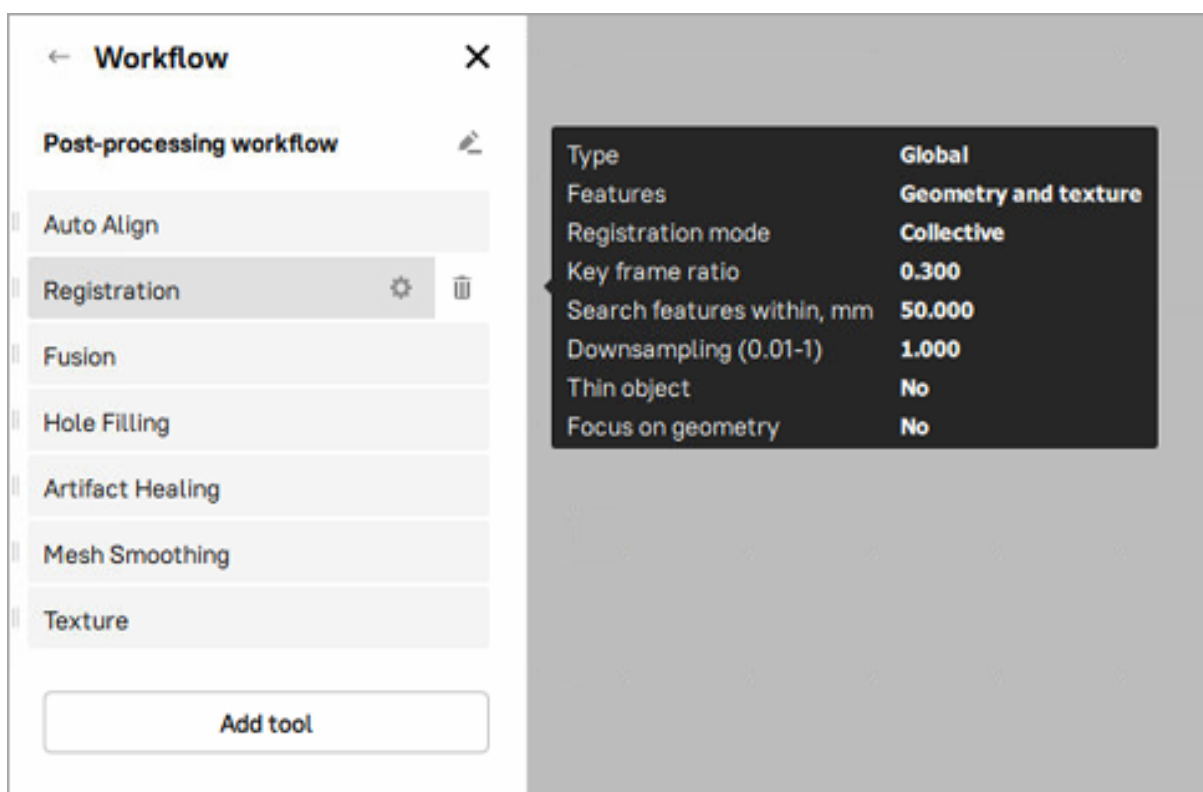 Workflow
Post-processing workflow
Auto Align
Registration
Fusion
Hole Filling
Artifact Healing
Mesh Smoothing
Texture
Add tool
Type Global
Features Geometry and texture
Registration mode Collective
Key frame ratio 0.300
Search features within, mm 50.000
Downsampling (0.01-1) 1.000
Thin object No
Focus on geometry No